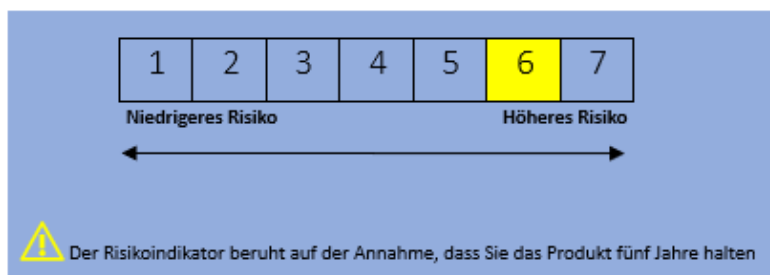 1 2 3 4 5 6 7
Niedrigeres Risiko Höheres Risiko
Der Risikoindikator beruht auf der Annahme, dass Sie das Produkt fünf Jahre halten